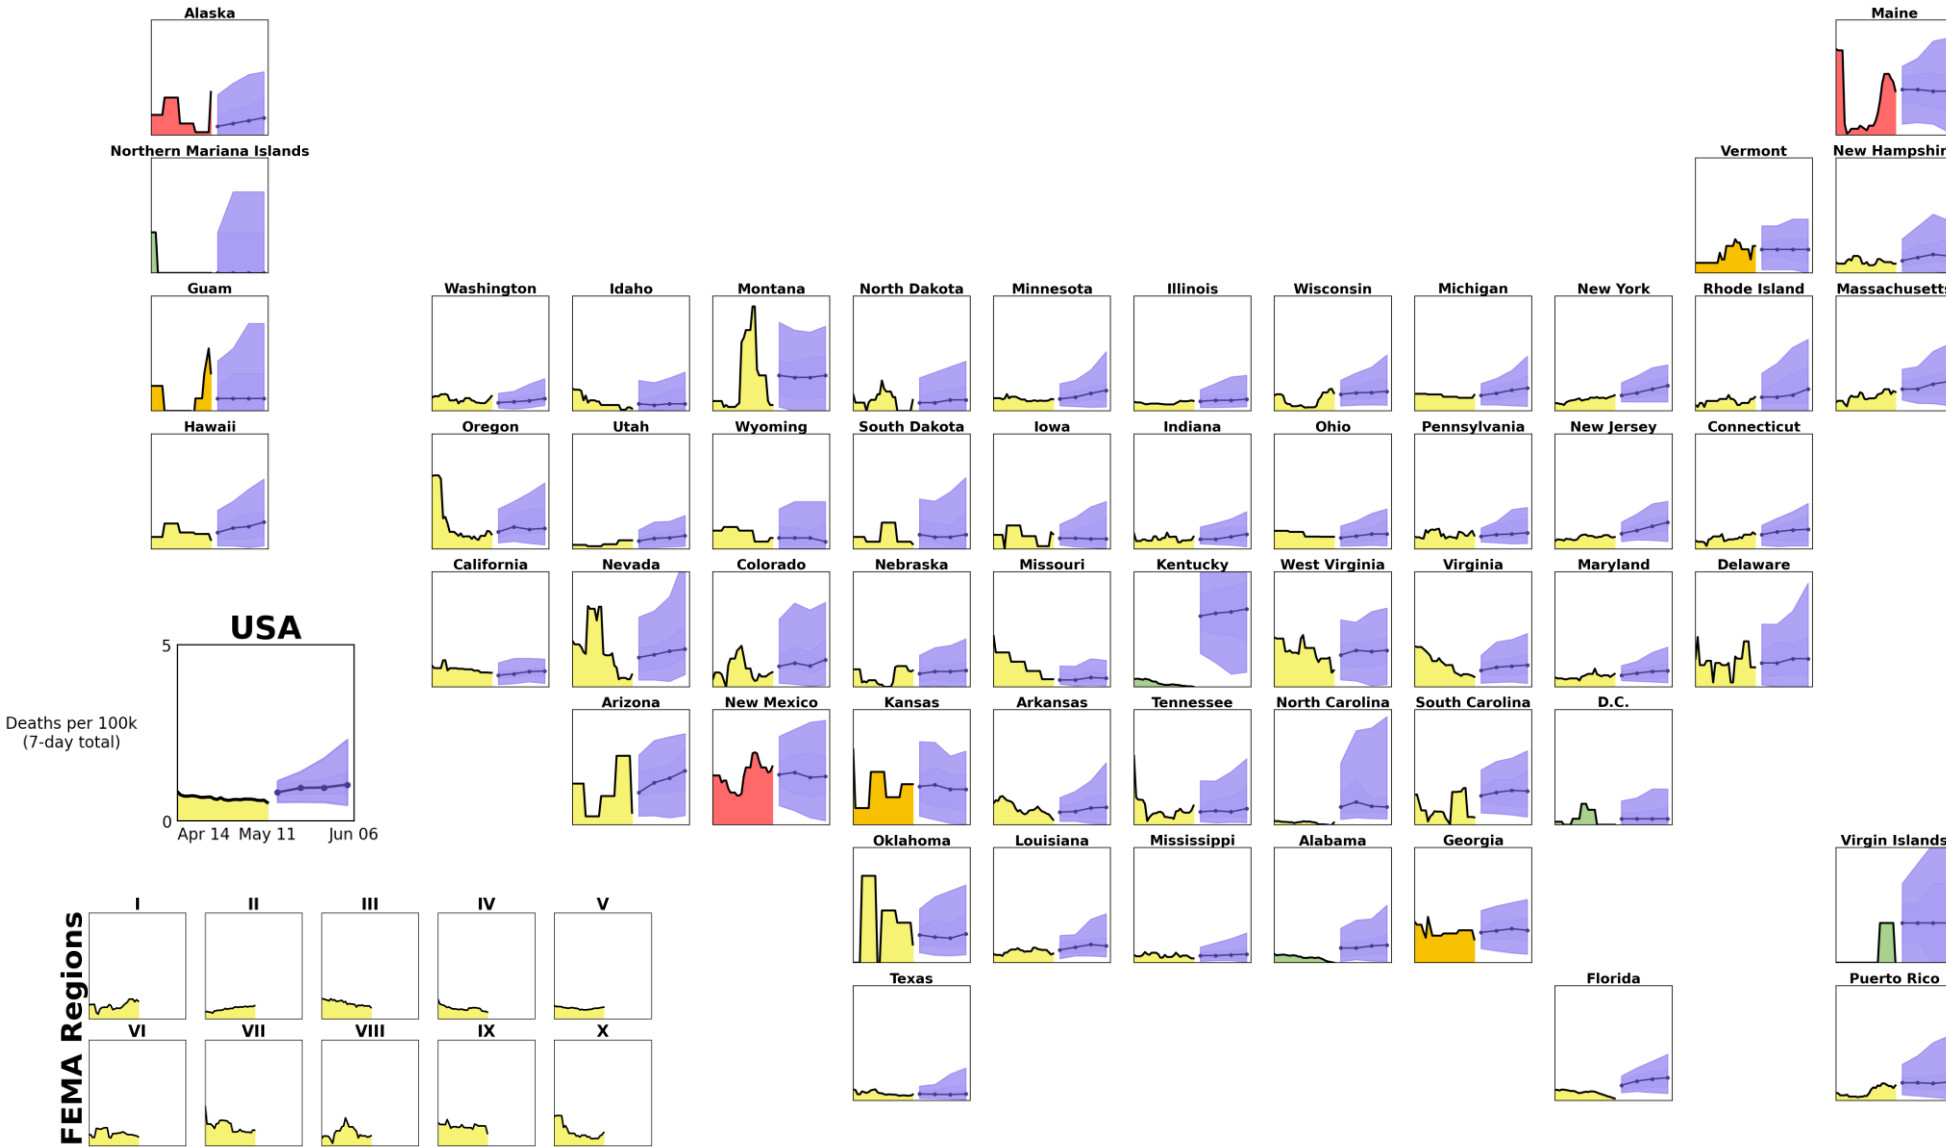 Alaska
Maine
Northern Mariana Islands
Vermont
New Hampshir
Guam
Washington
Idaho
Montana
North Dakota
Minnesota
Illinois
Wisconsin
Michigan
New York
Rhode Island
Massachusetts
Hawaii
Oregon
Utah
Wyoming
South Dakota
Iowa
Indiana
Ohio
Pennsylvania
New Jersey
Connecticut
California
Nevada
Colorado
Nebraska
Missouri
Kentucky
West Virginia
Virginia
Maryland
Delaware
USA
5
Deaths per 100k
(7-day total)
0
Apr 14
May 11
Jun 06
Arizona
New Mexico
Kansas
Arkansas
Tennessee
North Carolina
South Carolina
D.C.
Oklahoma
Louisiana
Mississippi
Alabama
Georgia
Virgin Islands
Texas
Florida
Puerto Rico
FEMA Regions
I
II
III
IV
V
VI
VII
VIII
IX
X